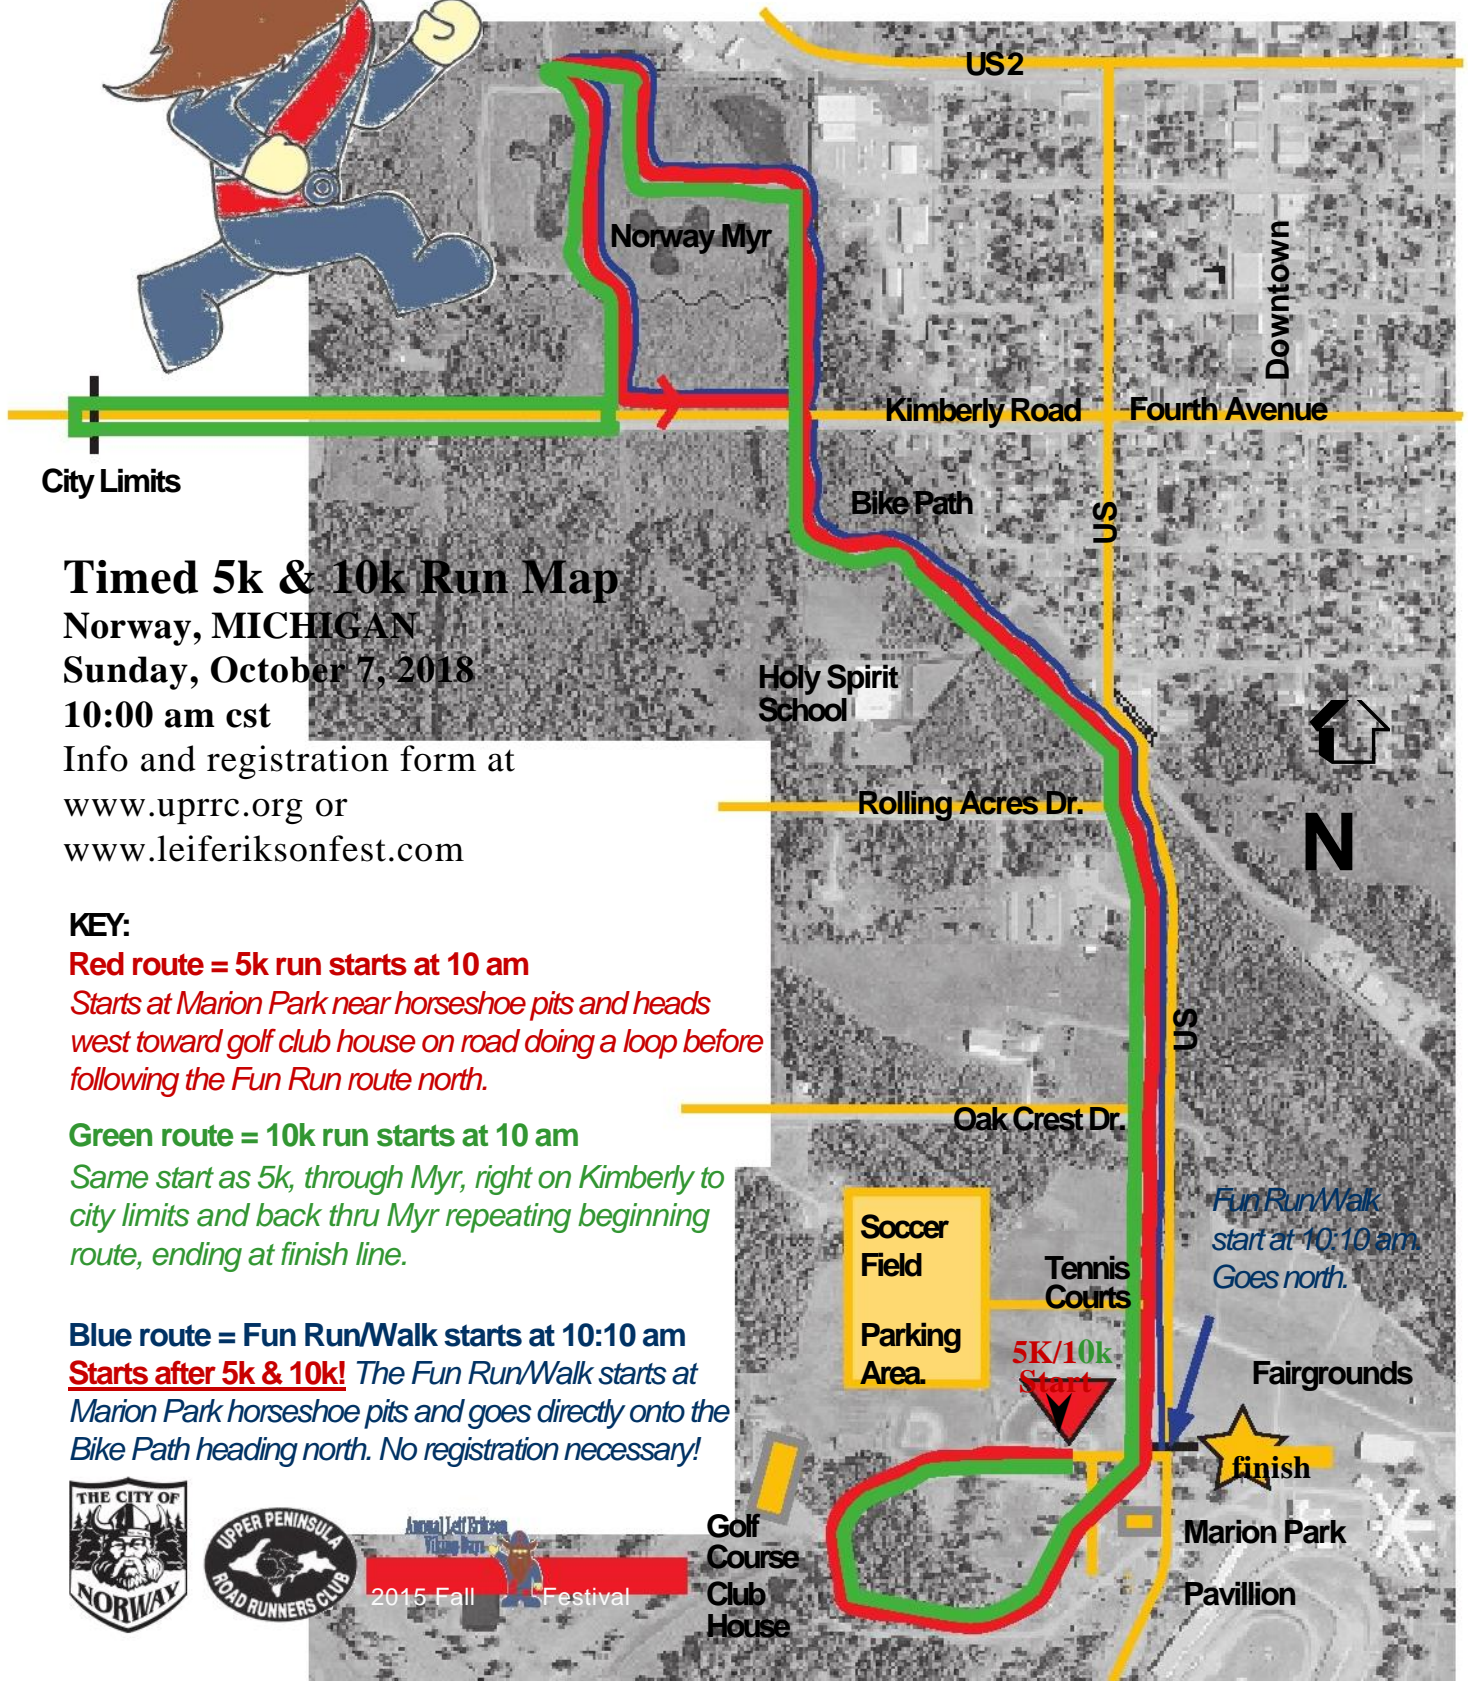 US 2
Norway Myr
Downtown
Kimberly Road
Fourth Avenue
City Limits
Bike Path
US
Timed 5k & 10k Run Map
Norway, MICHIGAN
Sunday, October 7, 2018
10:00 am cst
Info and registration form at
www.uprrc.org or
www.leiferiksonfest.com
Holy Spirit
School
Rolling Acres Dr.
N
KEY:
Red route = 5k run starts at 10 am
Starts at Marion Park near horseshoe pits and heads
west toward golf club house on road doing a loop before
following the Fun Run route north.
US
Oak Crest Dr.
Green route = 10k run starts at 10 am
Same start as 5k, through Myr, right on Kimberly to
city limits and back thru Myr repeating beginning
route, ending at finish line.
Soccer
Field
Parking
Area.
Tennis
Courts
Fun Run/Walk
start at 10:10 am.
Goes north.
Blue route = Fun Run/Walk starts at 10:10 am
Starts after 5k & 10k! The Fun Run/Walk starts at
Marion Park horseshoe pits and goes directly onto the
Bike Path heading north. No registration necessary!
5K/10k
Start
Fairgrounds
finish
Golf
Course
Club
House
Marion Park
Pavillion
THE CITY OF
NORWAY
UPPER PENINSULA
ROAD RUNNERS CLUB
Annual Leif Erikson
Viking Days
2015 Fall Festival